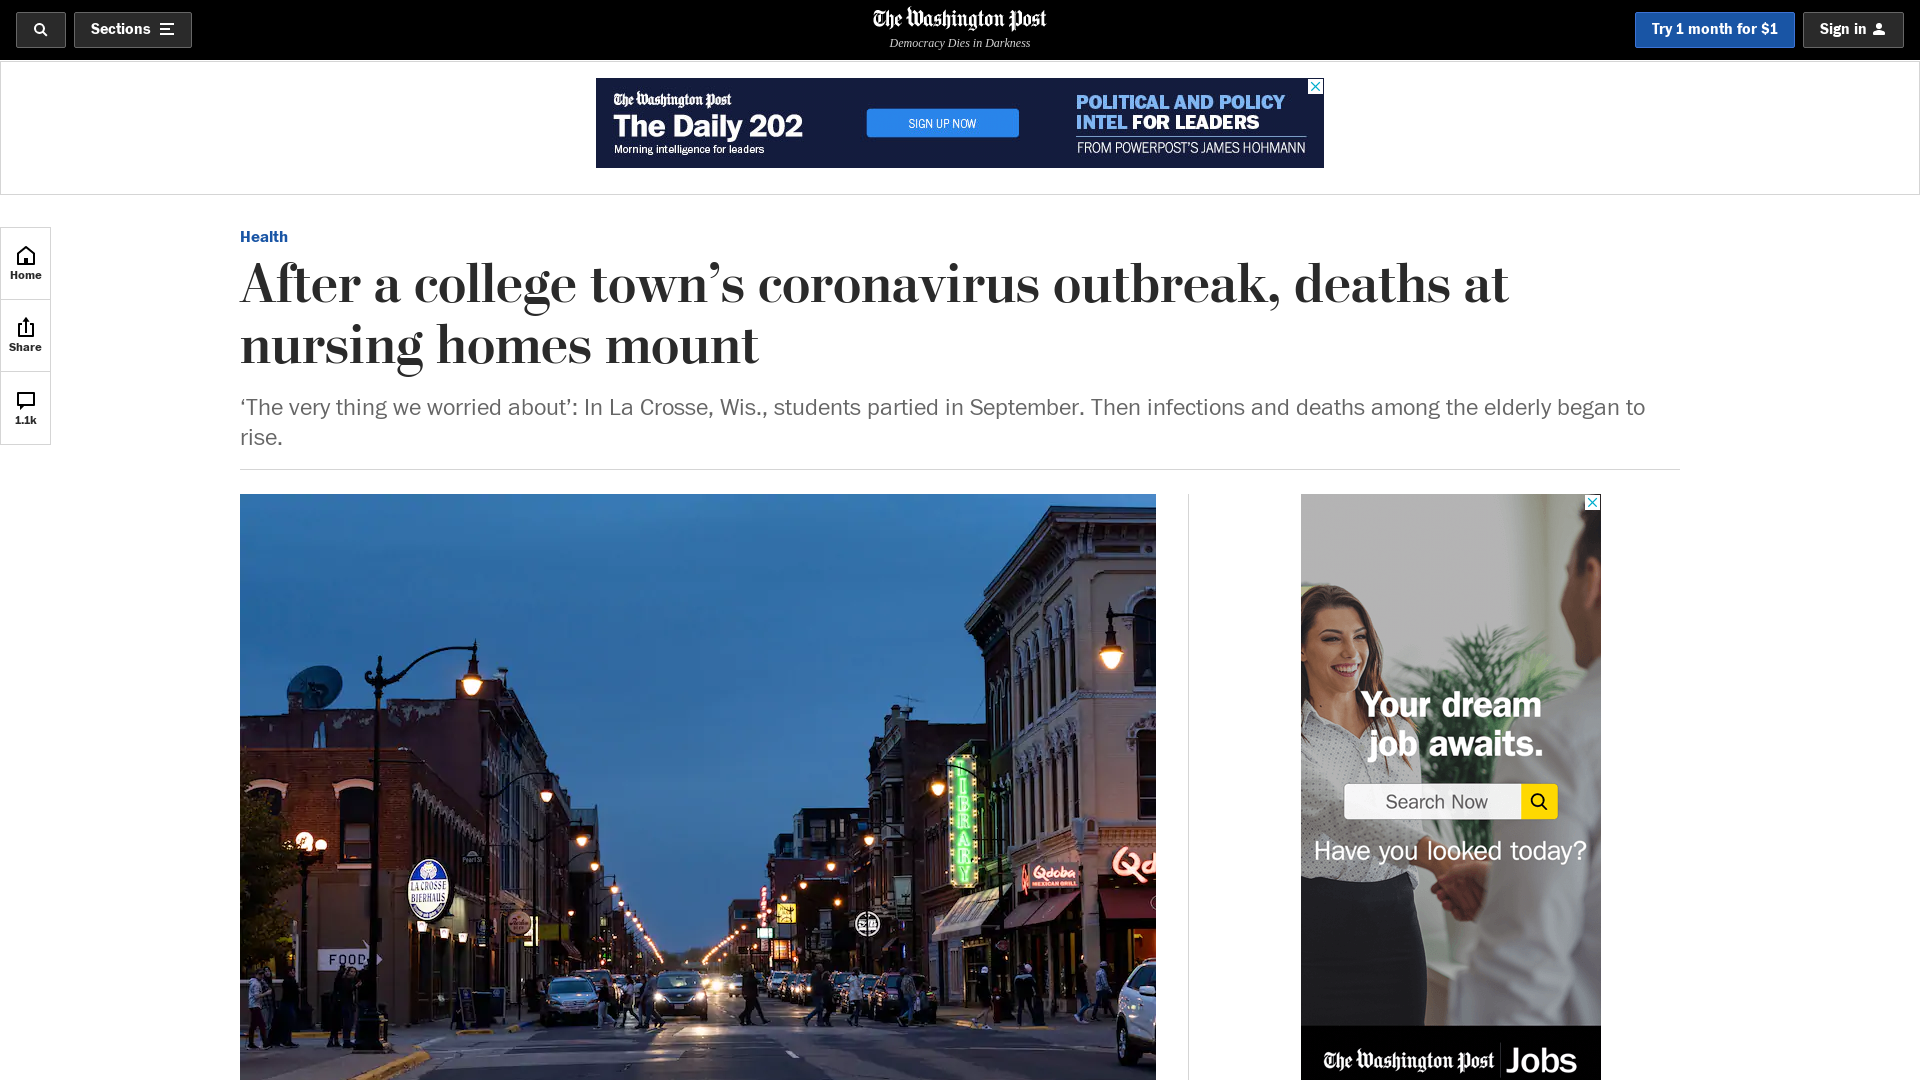 Sections
The Washington Post
Democracy Dies in Darkness
Try 1 month for $1
Sign in
The Washington Post
The Daily 202
Morning intelligence for leaders
SIGN UP NOW
POLITICAL AND POLICY
INTEL FOR LEADERS
FROM POWERPOST'S JAMES HOHMANN
Home
Share
1.1k
Health
After a college town’s coronavirus outbreak, deaths at
nursing homes mount
‘The very thing we worried about’: In La Crosse, Wis., students partied in September. Then infections and deaths among the elderly began to
rise.
LA CROSSE
BIERHAUS
Pearl St
FOOD
LIBRARY
Qdoba
MEXICAN GRILL
Qd
Your dream
job awaits.
Search Now
Have you looked today?
The Washington Post Jobs